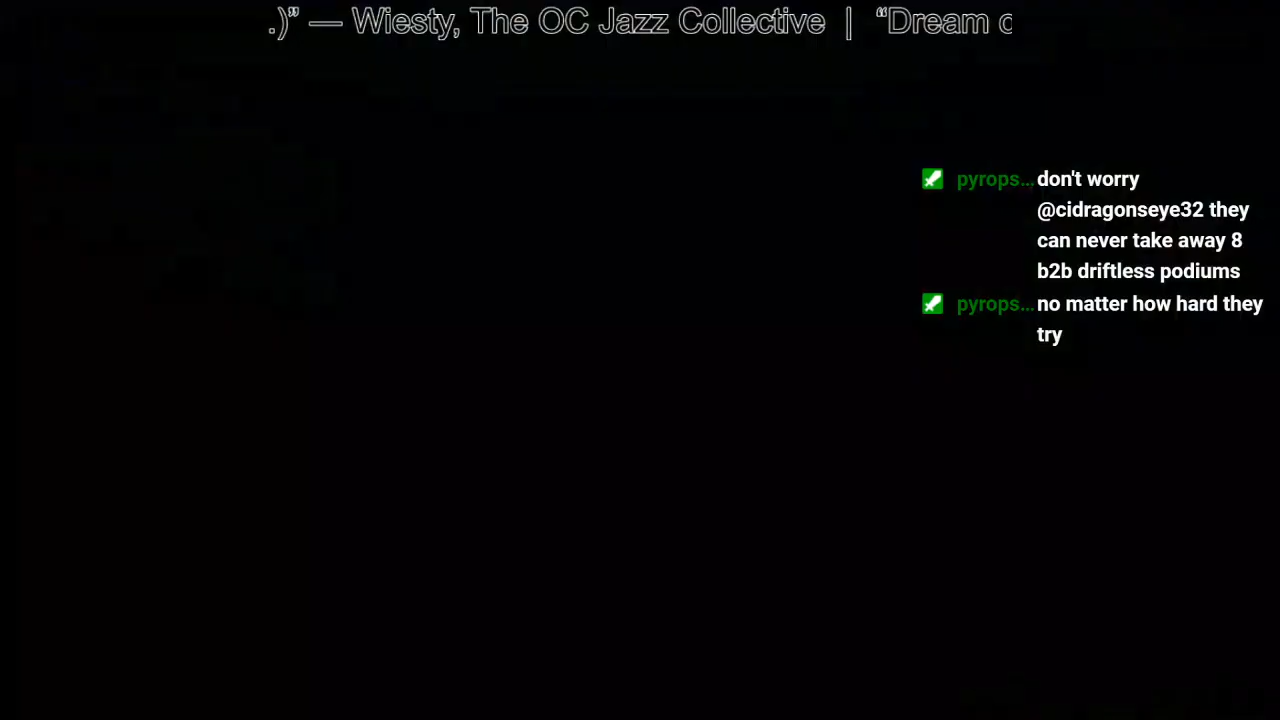 .)” — Wiesty, The OC Jazz Collective | “Dream
pyrops… don't worry
@cidragonseye32 they
can never take away 8
b2b driftless podiums
pyrops… no matter how hard they
try